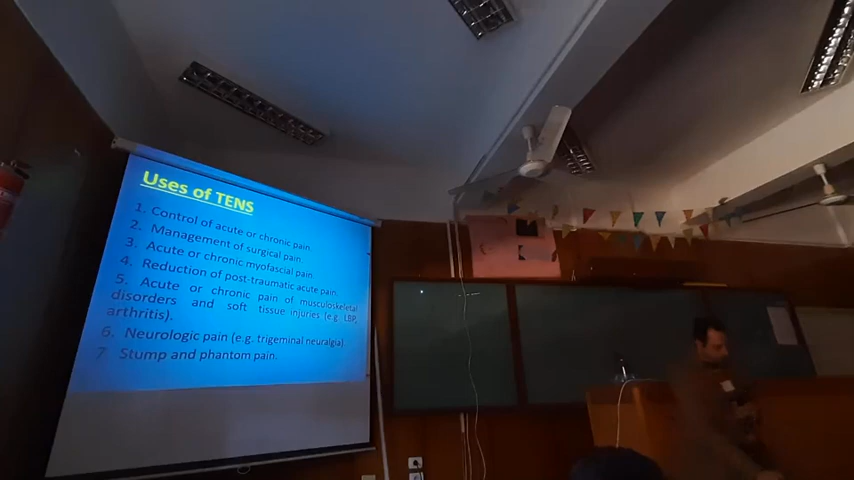 Uses of TENS
1. Control of acute or chronic pain.
2. Management of surgical pain.
3. Acute or chronic myofascial pain.
4. Reduction of post-traumatic acute pain.
5. Acute or chronic pain of musculoskeletal
disorders and soft tissue injuries (e.g. LBP,
arthritis).
6. Neurologic pain (e.g. trigeminal neuralgia).
7 Stump and phantom pain.